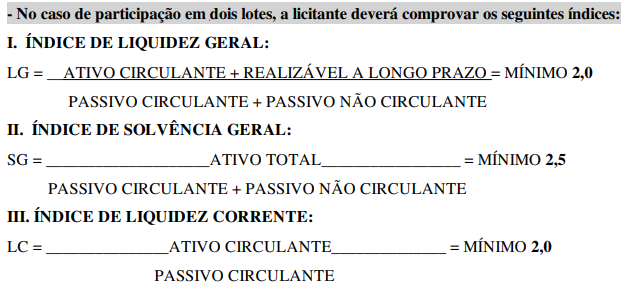 - No caso de participação em dois lotes, a licitante deverá comprovar os seguintes índices:
I. ÍNDICE DE LIQUIDEZ GERAL:
LG = __ATIVO CIRCULANTE + REALIZÁVEL A LONGO PRAZO = MÍNIMO 2,0
PASSIVO CIRCULANTE + PASSIVO NÃO CIRCULANTE
II. ÍNDICE DE SOLVÊNCIA GERAL:
SG = ____________________ATIVO TOTAL_________________ = MÍNIMO 2,5
PASSIVO CIRCULANTE + PASSIVO NÃO CIRCULANTE
III. ÍNDICE DE LIQUIDEZ CORRENTE:
LC = _______________ATIVO CIRCULANTE______________ = MÍNIMO 2,0
PASSIVO CIRCULANTE